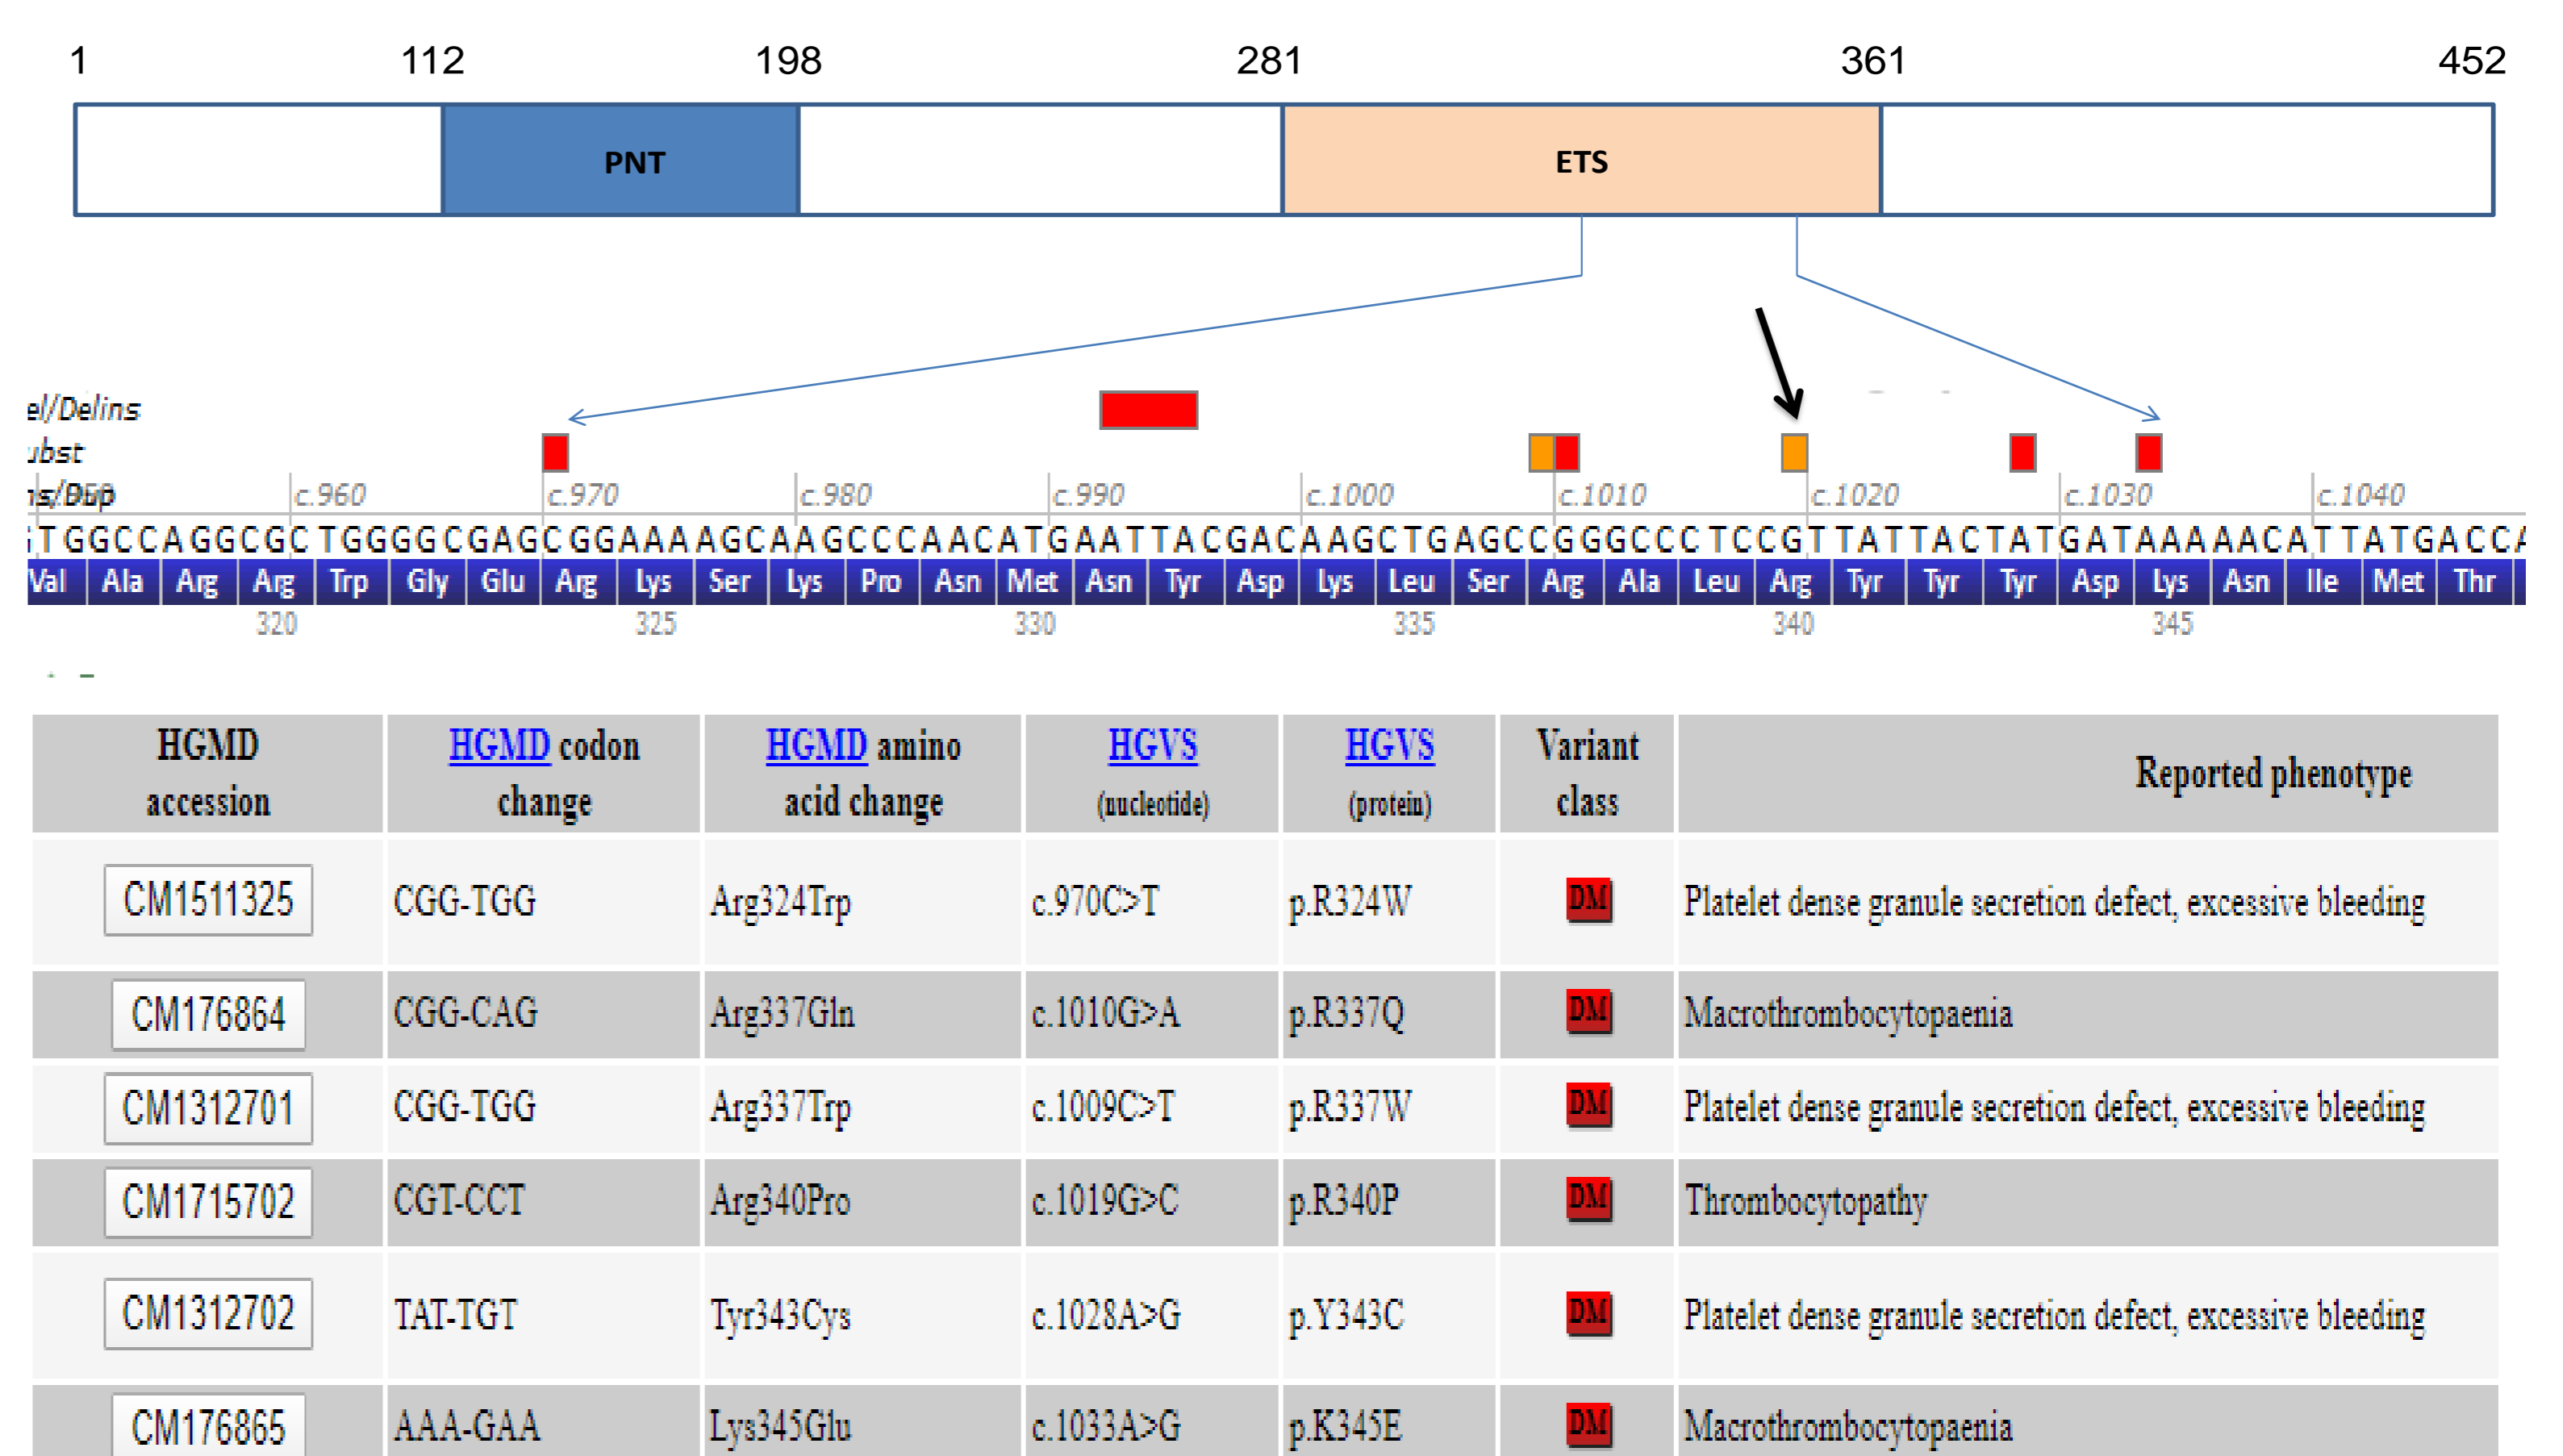 1 112 198 281 361 452
PNT ETS
el/Delins
ubst
c.960 c.970 c.980 c.990 c.1000 c.1010 c.1020 c.1030 c.1040
TGGCCAGGCGCTGGGGCGAGCGGAAAAGCAAGCCCAACATGAATTACGACAAGCTGAGCCGGGCCCTCCGTTATTACTATGATAAAAACATTATGACCA
Val Ala Arg Arg Trp Gly Glu Arg Lys Ser Lys Pro Asn Met Asn Tyr Asp Lys Leu Ser Arg Ala Leu Arg Tyr Tyr Tyr Asp Lys Asn Ile Met Thr
320 325 330 335 340 345
HGMD accession HGMD codon change HGMD amino acid change HGVS (nucleotide) HGVS (protein) Variant class Reported phenotype
CM1511325 CGG-TGG Arg324Trp c.970C>T p.R324W DM Platelet dense granule secretion defect, excessive bleeding
CM176864 CGG-CAG Arg337Gln c.1010G>A p.R337Q DM Macrothrombocytopaenia
CM1312701 CGG-TGG Arg337Trp c.1009C>T p.R337W DM Platelet dense granule secretion defect, excessive bleeding
CM1715702 CGT-CCT Arg340Pro c.1019G>C p.R340P DM Thrombocytopathy
CM1312702 TAT-TGT Tyr343Cys c.1028A>G p.Y343C DM Platelet dense granule secretion defect, excessive bleeding
CM176865 AAA-GAA Lys345Glu c.1033A>G p.K345E DM Macrothrombocytopaenia